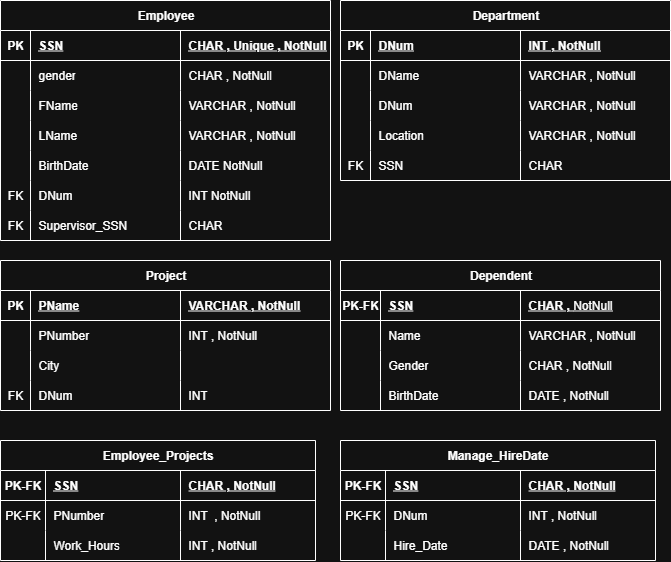 Employee
PK SSN CHAR , Unique , NotNull
gender CHAR , NotNull
FName VARCHAR , NotNull
LName VARCHAR , NotNull
BirthDate DATE NotNull
FK DNum INT NotNull
FK Supervisor_SSN CHAR
Department
PK DNum INT , NotNull
DName VARCHAR , NotNull
DNum VARCHAR , NotNull
Location VARCHAR , NotNull
FK SSN CHAR
Project
PK PName VARCHAR , NotNull
PNumber INT , NotNull
City
FK DNum INT
Dependent
PK-FK SSN CHAR, NotNull
Name VARCHAR , NotNull
Gender CHAR , NotNull
BirthDate DATE , NotNull
Employee_Projects
PK-FK SSN CHAR , NotNull
PK-FK PNumber INT , NotNull
Work_Hours INT , NotNull
Manage_HireDate
PK-FK SSN CHAR , NotNull
PK-FK DNum INT , NotNull
Hire_Date DATE , NotNull